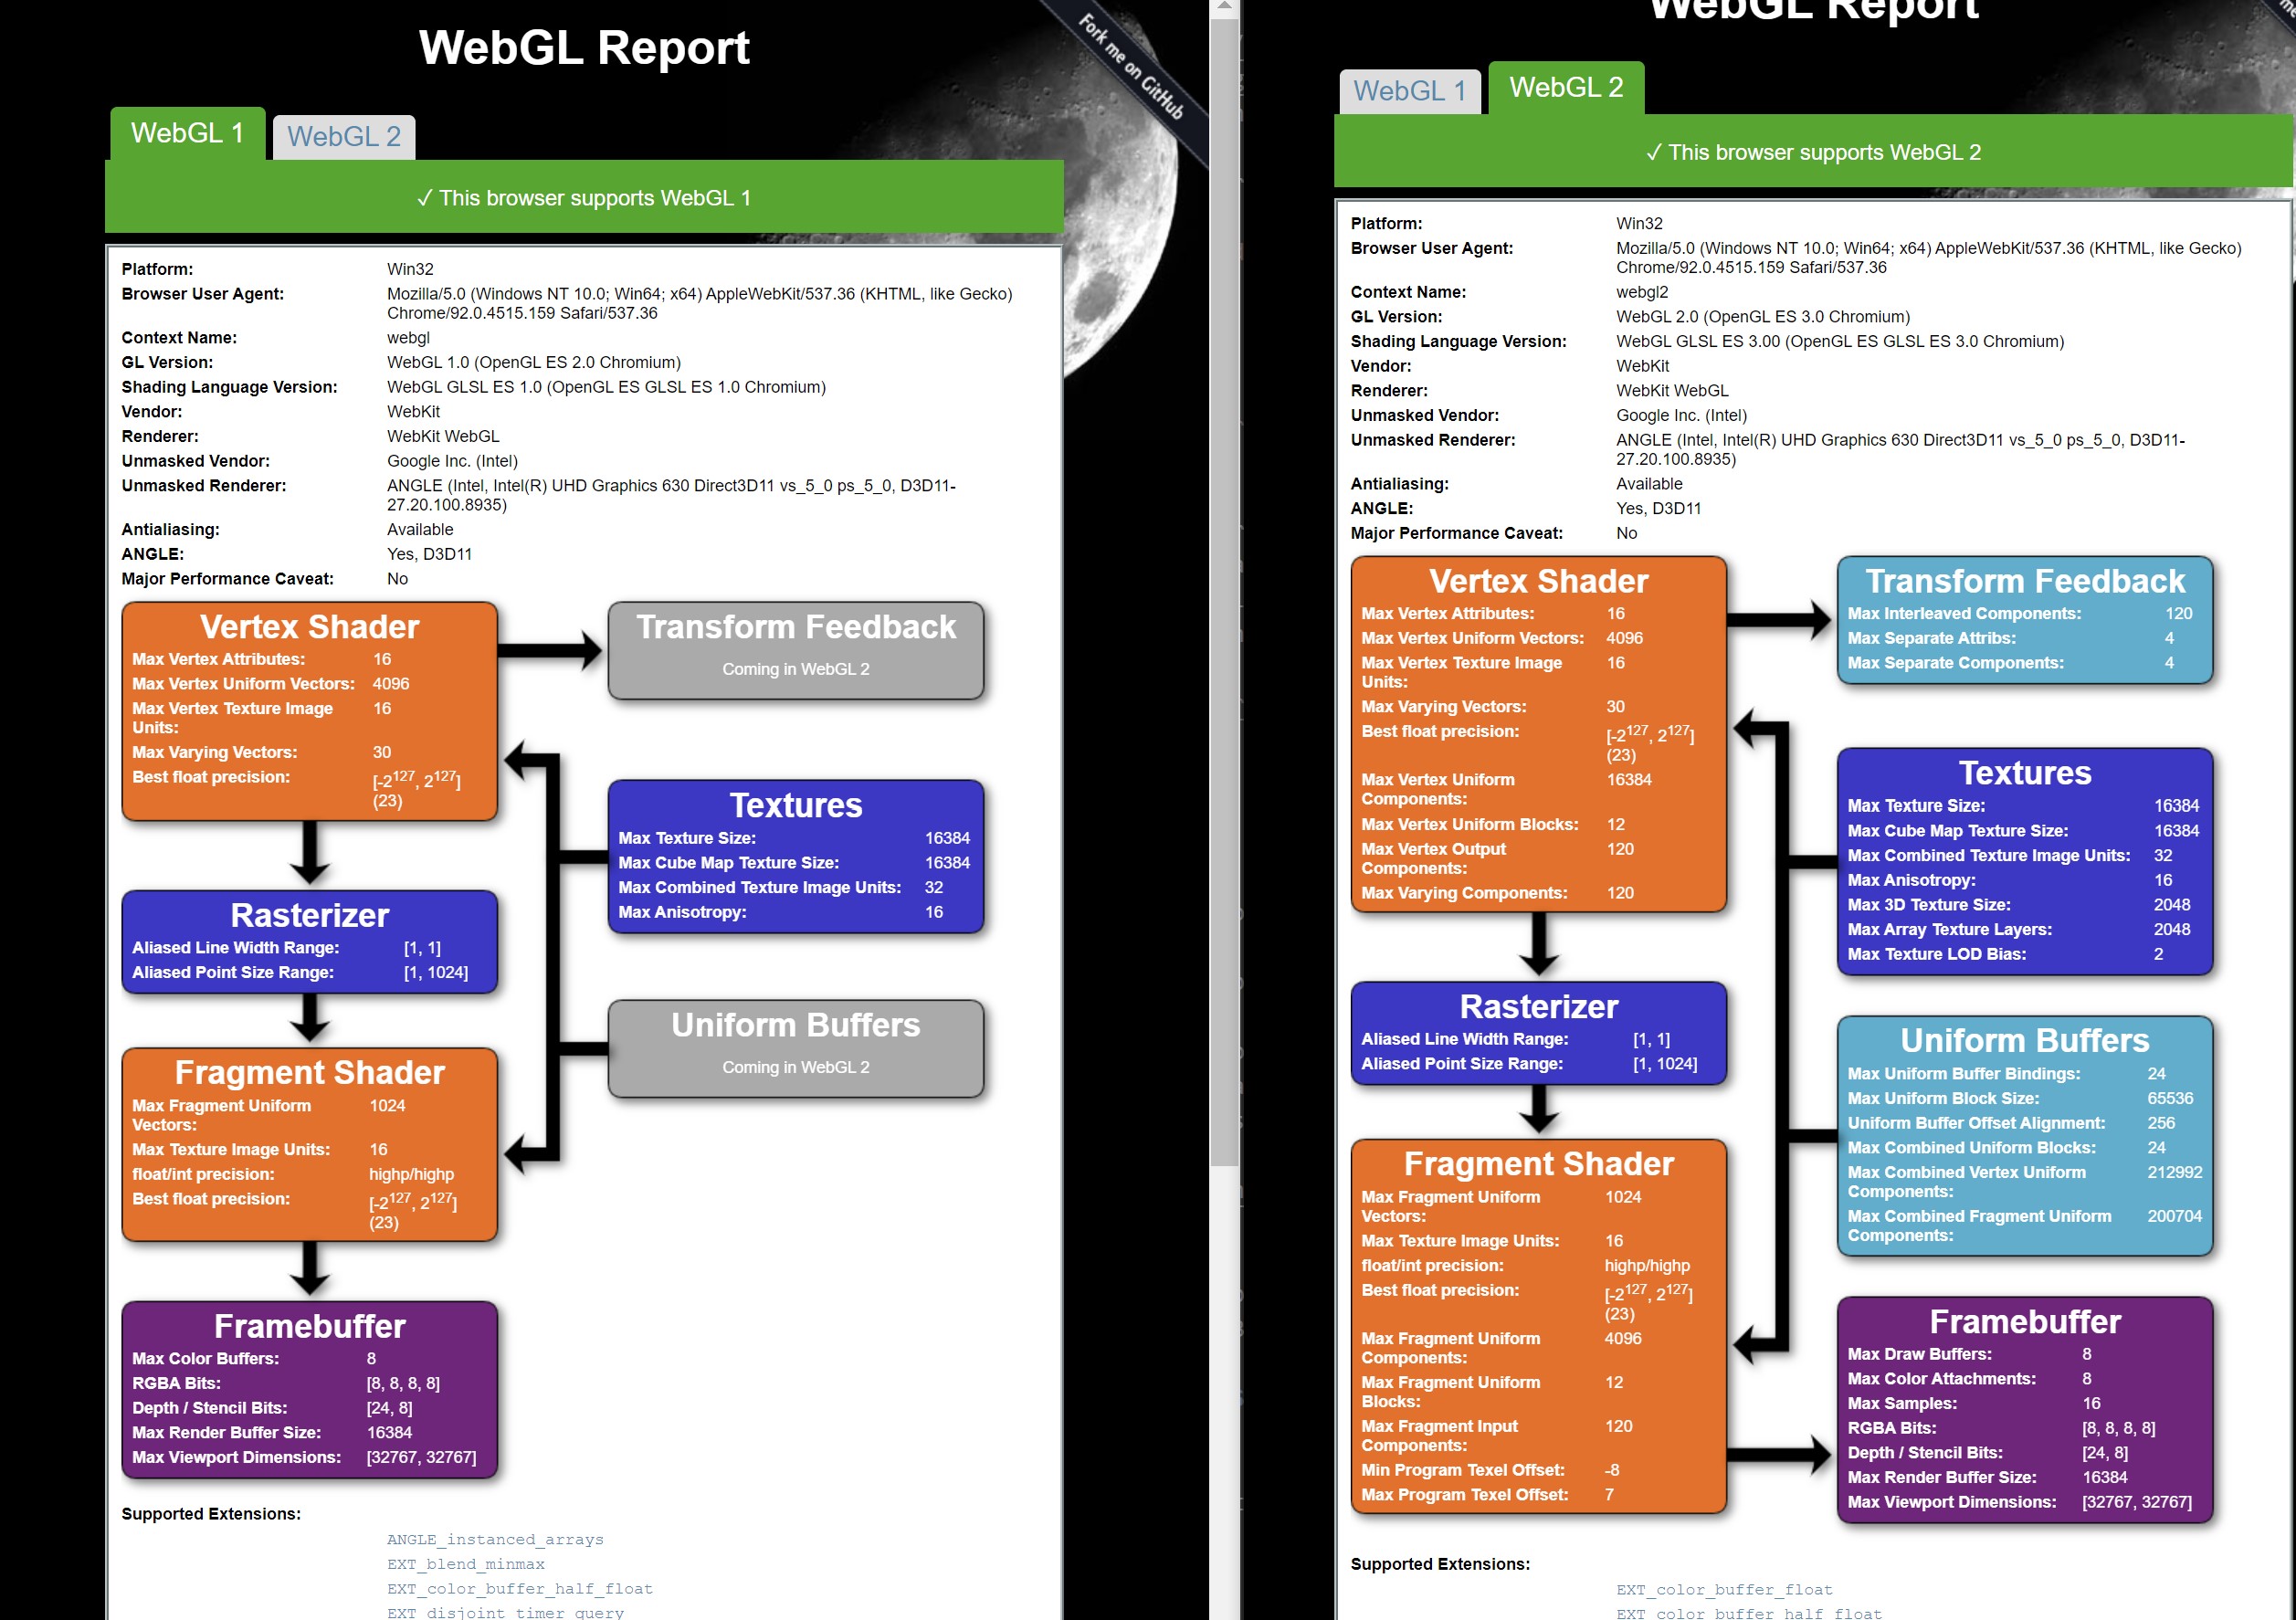 WebGL Report
Fork me on GitHub
WebGL 1
WebGL 2
✓ This browser supports WebGL 1
Platform: Win32
Browser User Agent: Mozilla/5.0 (Windows NT 10.0; Win64; x64) AppleWebKit/537.36 (KHTML, like Gecko)
Chrome/92.0.4515.159 Safari/537.36
Context Name: webgl
GL Version: WebGL 1.0 (OpenGL ES 2.0 Chromium)
Shading Language Version: WebGL GLSL ES 1.0 (OpenGL ES GLSL ES 1.0 Chromium)
Vendor: WebKit
Renderer: WebKit WebGL
Unmasked Vendor: Google Inc. (Intel)
Unmasked Renderer: ANGLE (Intel, Intel(R) UHD Graphics 630 Direct3D11 vs_5_0 ps_5_0, D3D11-
27.20.100.8935)
Antialiasing: Available
ANGLE: Yes, D3D11
Major Performance Caveat: No
Vertex Shader
Max Vertex Attributes: 16
Max Vertex Uniform Vectors: 4096
Max Vertex Texture Image 16
Units:
Max Varying Vectors: 30
Best float precision: [-2^127, 2^127]
(23)
Transform Feedback
Coming in WebGL 2
Textures
Max Texture Size: 16384
Max Cube Map Texture Size: 16384
Max Combined Texture Image Units: 32
Max Anisotropy: 16
Rasterizer
Aliased Line Width Range: [1, 1]
Aliased Point Size Range: [1, 1024]
Uniform Buffers
Coming in WebGL 2
Fragment Shader
Max Fragment Uniform 1024
Vectors:
Max Texture Image Units: 16
float/int precision: highp/highp
Best float precision: [-2^127, 2^127]
(23)
Framebuffer
Max Color Buffers: 8
RGBA Bits: [8, 8, 8, 8]
Depth / Stencil Bits: [24, 8]
Max Render Buffer Size: 16384
Max Viewport Dimensions: [32767, 32767]
Supported Extensions:
ANGLE_instanced_arrays
EXT_blend_minmax
EXT_color_buffer_half_float
EXT_disjoint_timer_query
WebGL Report
WebGL 1
WebGL 2
✓ This browser supports WebGL 2
Platform: Win32
Browser User Agent: Mozilla/5.0 (Windows NT 10.0; Win64; x64) AppleWebKit/537.36 (KHTML, like Gecko)
Chrome/92.0.4515.159 Safari/537.36
Context Name: webgl2
GL Version: WebGL 2.0 (OpenGL ES 3.0 Chromium)
Shading Language Version: WebGL GLSL ES 3.00 (OpenGL ES GLSL ES 3.0 Chromium)
Vendor: WebKit
Renderer: WebKit WebGL
Unmasked Vendor: Google Inc. (Intel)
Unmasked Renderer: ANGLE (Intel, Intel(R) UHD Graphics 630 Direct3D11 vs_5_0 ps_5_0, D3D11-
27.20.100.8935)
Antialiasing: Available
ANGLE: Yes, D3D11
Major Performance Caveat: No
Vertex Shader
Max Vertex Attributes: 16
Max Vertex Uniform Vectors: 4096
Max Vertex Texture Image 16
Units:
Max Varying Vectors: 30
Best float precision: [-2^127, 2^127]
(23)
Max Vertex Uniform 16384
Components:
Max Vertex Uniform Blocks: 12
Max Vertex Output 120
Components:
Max Varying Components: 120
Transform Feedback
Max Interleaved Components: 120
Max Separate Attribs: 4
Max Separate Components: 4
Textures
Max Texture Size: 16384
Max Cube Map Texture Size: 16384
Max Combined Texture Image Units: 32
Max Anisotropy: 16
Max 3D Texture Size: 2048
Max Array Texture Layers: 2048
Max Texture LOD Bias: 2
Rasterizer
Aliased Line Width Range: [1, 1]
Aliased Point Size Range: [1, 1024]
Uniform Buffers
Max Uniform Buffer Bindings: 24
Max Uniform Block Size: 65536
Uniform Buffer Offset Alignment: 256
Max Combined Uniform Blocks: 24
Max Combined Vertex Uniform 212992
Components:
Max Combined Fragment Uniform 200704
Components:
Fragment Shader
Max Fragment Uniform 1024
Vectors:
Max Texture Image Units: 16
float/int precision: highp/highp
Best float precision: [-2^127, 2^127]
(23)
Max Fragment Uniform 4096
Components:
Max Fragment Uniform 12
Blocks:
Max Fragment Input 120
Components:
Min Program Texel Offset: -8
Max Program Texel Offset: 7
Framebuffer
Max Draw Buffers: 8
Max Color Attachments: 8
Max Samples: 16
RGBA Bits: [8, 8, 8, 8]
Depth / Stencil Bits: [24, 8]
Max Render Buffer Size: 16384
Max Viewport Dimensions: [32767, 32767]
Supported Extensions:
EXT_color_buffer_float
EXT_color_buffer_half_float